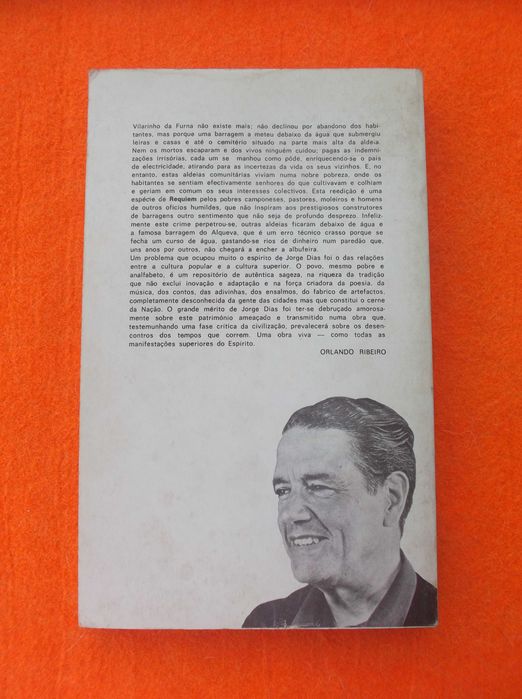 Vilarinho da Furna não existe mais; não declinou por abandono dos habi-
tantes, mas porque uma barragem a meteu debaixo da água que submergiu
leiras e casas e até o cemitério situado na parte mais alta da aldeia.
Nem os mortos escaparam e dos vivos ninguém cuidou; pagas as indemni-
zações irrisórias, cada um se manhou como pôde, enriquecendo-se o país
de electricidade, atirando para as incertezas da vida os seus vizinhos. E, no
entanto, estas aldeias comunitárias viviam numa nobre pobreza, onde os
habitantes se sentiam efectivamente senhores do que cultivavam e colhiam
e geriam em comum os seus interesses colectivos. Esta reedição é uma
espécie de Requiem pelos pobres camponeses, pastores, moleiros e homens
de outros ofícios humildes, que não inspiram aos prestigiosos construtores
de barragens outro sentimento que não seja de profundo desprezo. Infeliz-
mente este crime perpetrou-se, outras aldeias ficaram debaixo de água e
a famosa barragem do Alqueva, que é um erro técnico crasso porque se
fecha um curso de água, gastando-se rios de dinheiro num paredão que,
uns anos por outros, não chegará a encher a albufeira.
Um problema que ocupou muito o espírito de Jorge Dias foi o das relações
entre a cultura popular e a cultura superior. O povo, mesmo pobre e
analfabeto, é um repositório de autêntica sageza, na riqueza da tradição
que não exclui inovação e adaptação e na força criadora da poesia, da
música, dos contos, das adivinhas, dos ensalmos, do fabrico de artefactos,
completamente desconhecida da gente das cidades mas que constitui o cerne
da Nação. O grande mérito de Jorge Dias foi ter-se debruçado amorosa-
mente sobre este património ameaçado e transmitido numa obra que,
testemunhando uma fase crítica da civilização, prevalecerá sobre os desen-
contros dos tempos que correm. Uma obra viva — como todas as
manifestações superiores do Espírito.
ORLANDO RIBEIRO